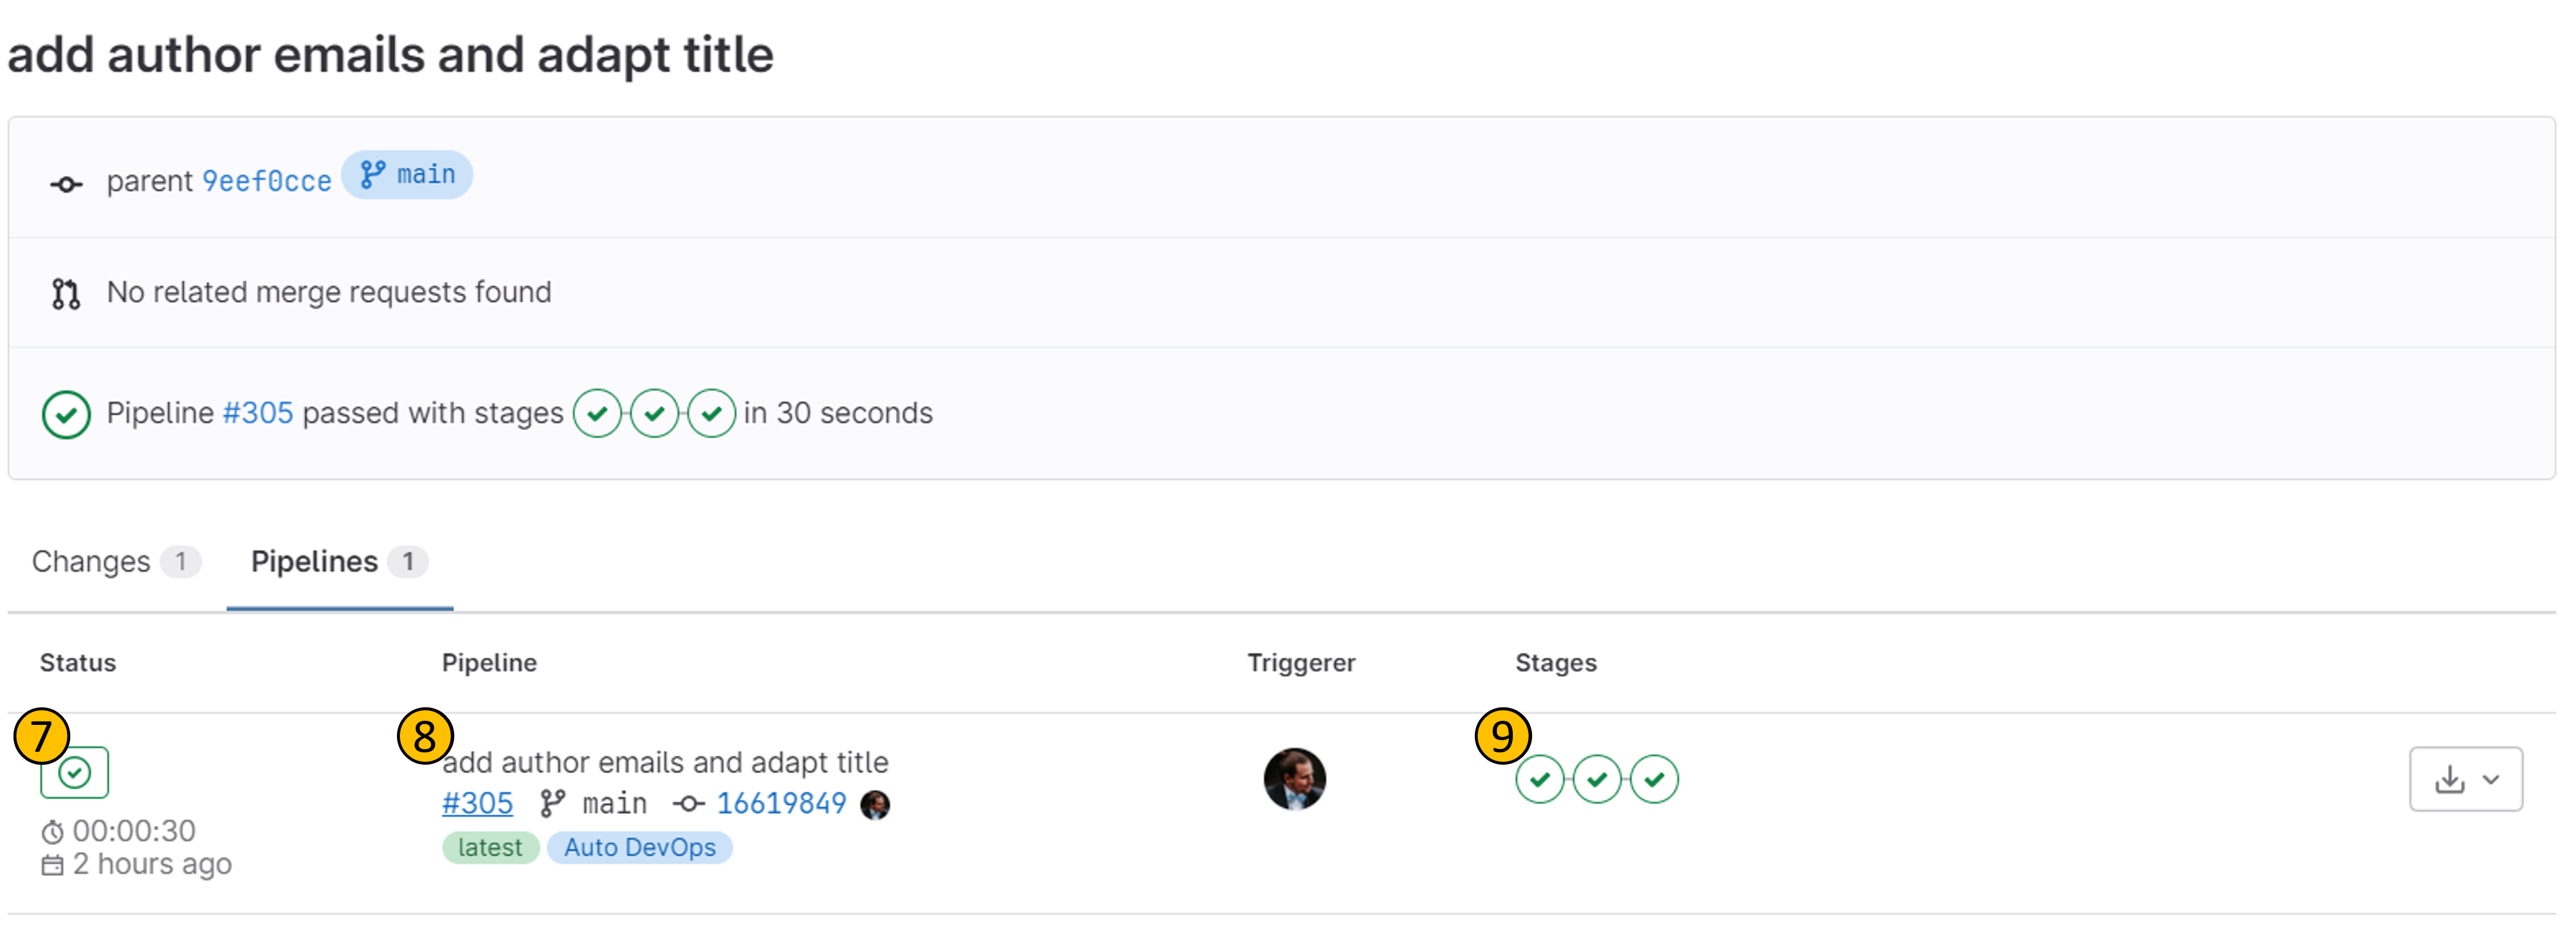 add author emails and adapt title
parent 9eef0cce main
No related merge requests found
Pipeline #305 passed with stages in 30 seconds
Changes 1 Pipelines 1
Status Pipeline Triggerer Stages
7 8 9
add author emails and adapt title
#305 main 16619849
00:00:30
latest Auto DevOps
2 hours ago